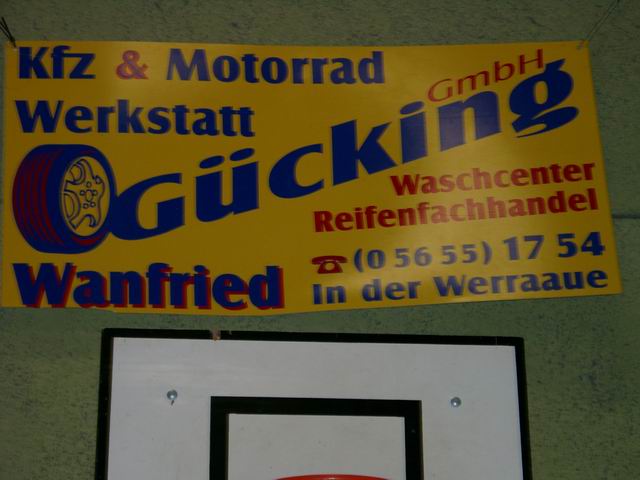 Kfz & Motorrad
Werkstatt
Gücking GmbH
Waschcenter
Reifenfachhandel
☎ (0 56 55) 17 54
Wanfried
In der Werraaue